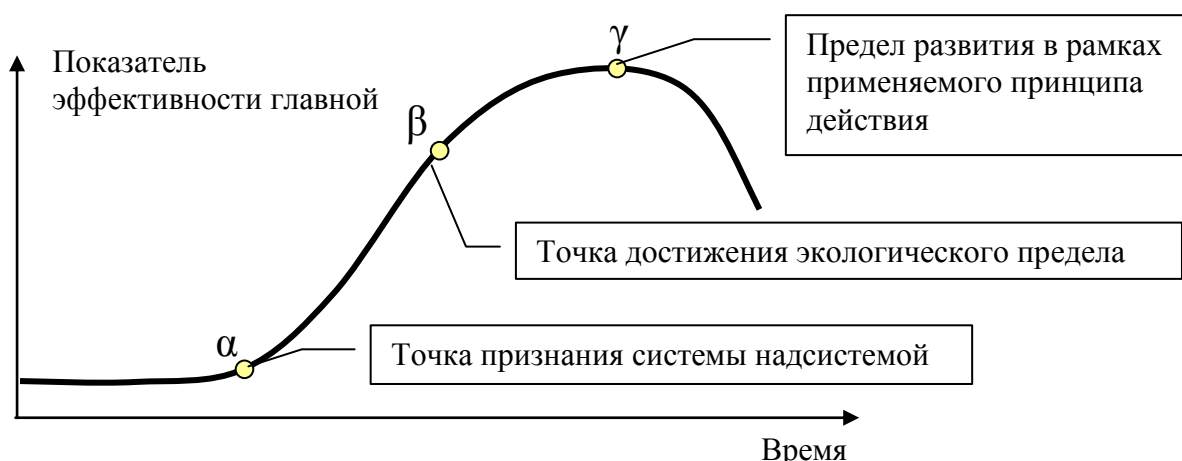 Показатель
эффективности главной
γ
Предел развития в рамках
применяемого принципа
действия
β
Точка достижения экологического предела
α
Точка признания системы надсистемой
Время